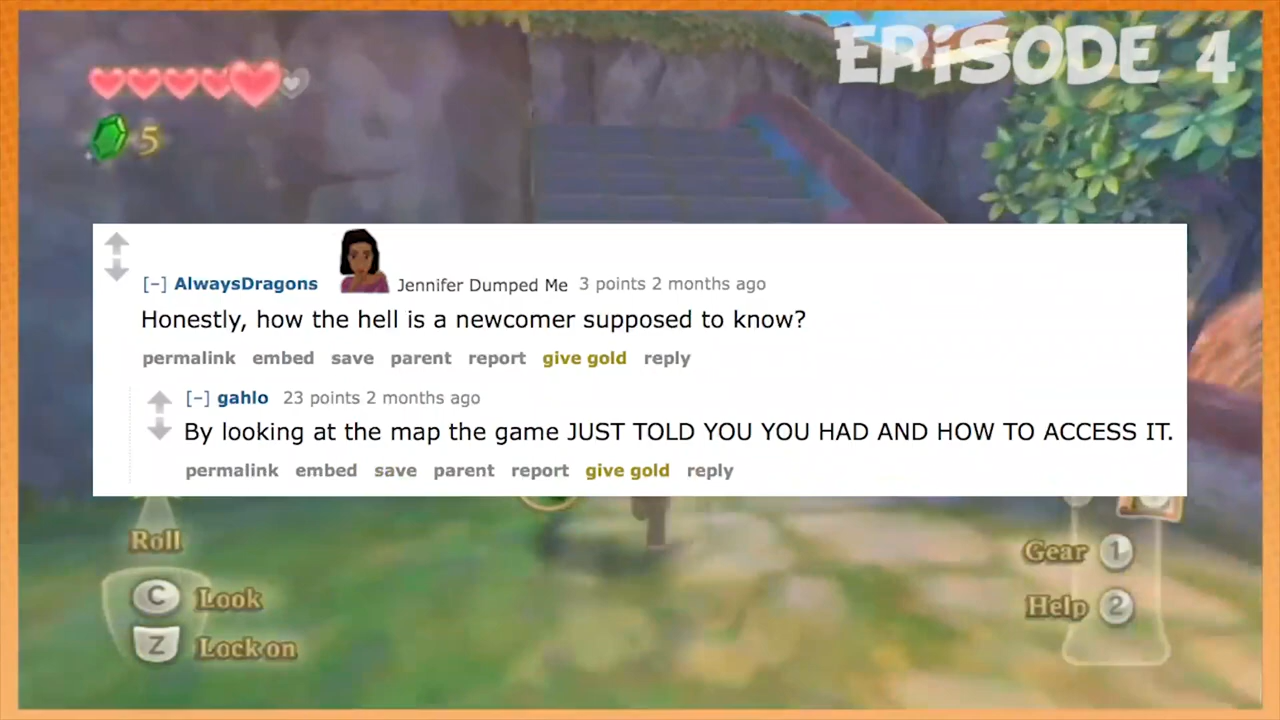 EPiSODE 4
5
[–] AlwaysDragons Jennifer Dumped Me 3 points 2 months ago
Honestly, how the hell is a newcomer supposed to know?
permalink embed save parent report give gold reply
[–] gahlo 23 points 2 months ago
By looking at the map the game JUST TOLD YOU YOU HAD AND HOW TO ACCESS IT.
permalink embed save parent report give gold reply
Roll
C Look
Z Lock on
Gear 1
Help 2